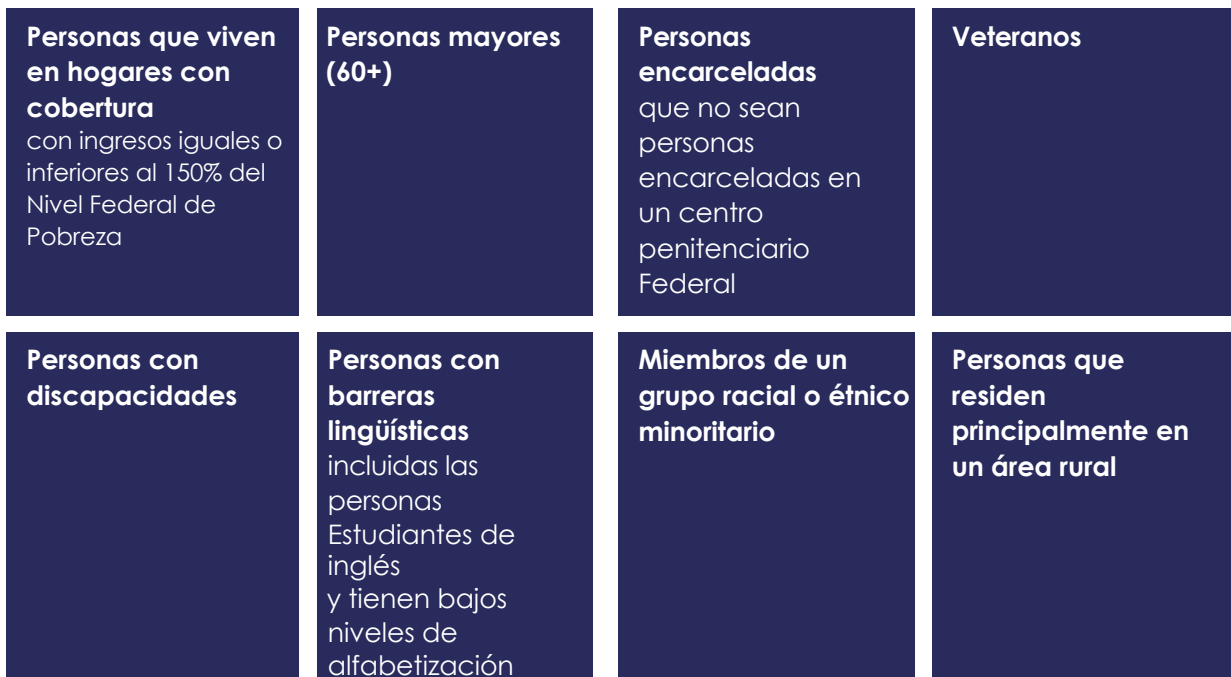 Personas que viven
en hogares con
cobertura
con ingresos iguales o
inferiores al 150% del
Nivel Federal de
Pobreza
Personas mayores
(60+)
Personas
encarceladas
que no sean
personas
encarceladas en
un centro
penitenciario
Federal
Veteranos
Personas con
discapacidades
Personas con
barreras
lingüísticas
incluidas las
personas
Estudiantes de
inglés
y tienen bajos
niveles de
alfabetización
Miembros de un
grupo racial o étnico
minoritario
Personas que
residen
principalmente en
un área rural